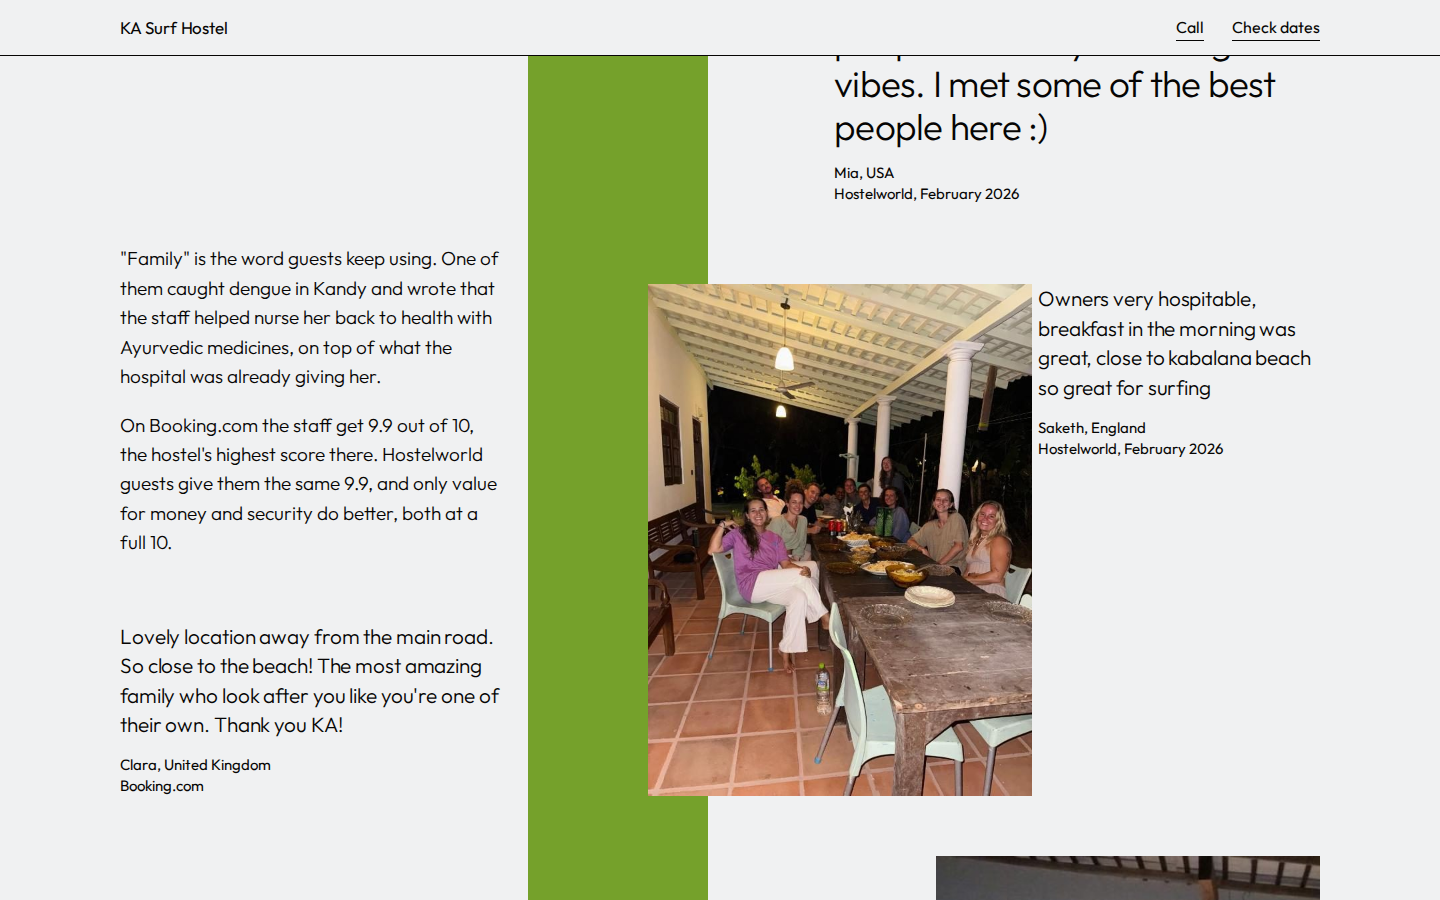 KA Surf Hostel
Call
Check dates
vibes. I met some of the best
people here :)
Mia, USA
Hostelworld, February 2026
"Family" is the word guests keep using. One of
them caught dengue in Kandy and wrote that
the staff helped nurse her back to health with
Ayurvedic medicines, on top of what the
hospital was already giving her.
On Booking.com the staff get 9.9 out of 10,
the hostel's highest score there. Hostelworld
guests give them the same 9.9, and only value
for money and security do better, both at a
full 10.
Lovely location away from the main road.
So close to the beach! The most amazing
family who look after you like you're one of
their own. Thank you KA!
Clara, United Kingdom
Booking.com
Owners very hospitable,
breakfast in the morning was
great, close to kabalana beach
so great for surfing
Saketh, England
Hostelworld, February 2026